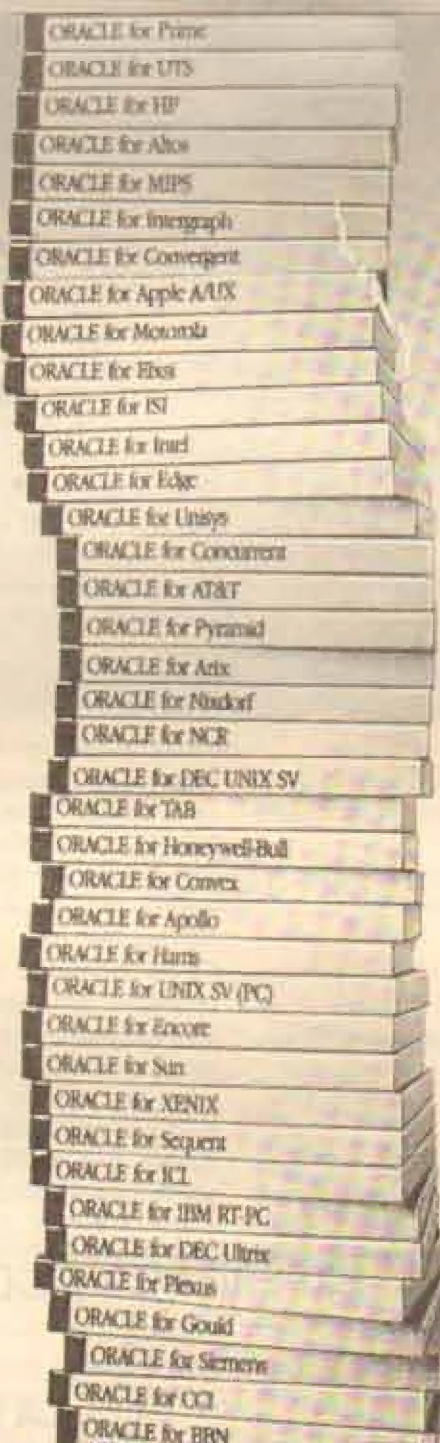 ORACLE for Prime
ORACLE for UTS
ORACLE for HP
ORACLE for Altos
ORACLE for MIPS
ORACLE for Intergraph
ORACLE for Convergent
ORACLE for Apple A/UX
ORACLE for Motorola
ORACLE for Elxsi
ORACLE for ISI
ORACLE for Intel
ORACLE for Edge
ORACLE for Unisys
ORACLE for Concurrent
ORACLE for AT&T
ORACLE for Pyramid
ORACLE for Arix
ORACLE for Nixdorf
ORACLE for NCR
ORACLE for DEC UNIX SV
ORACLE for TAB
ORACLE for Honeywell-Bull
ORACLE for Convex
ORACLE for Apollo
ORACLE for Harris
ORACLE for UNIX SV (PC)
ORACLE for Encore
ORACLE for Sun
ORACLE for XENIX
ORACLE for Sequent
ORACLE for ICL
ORACLE for IBM RT-PC
ORACLE for DEC Ultrix
ORACLE for Plexus
ORACLE for Gould
ORACLE for Siemens
ORACLE for CCI
ORACLE for BBN